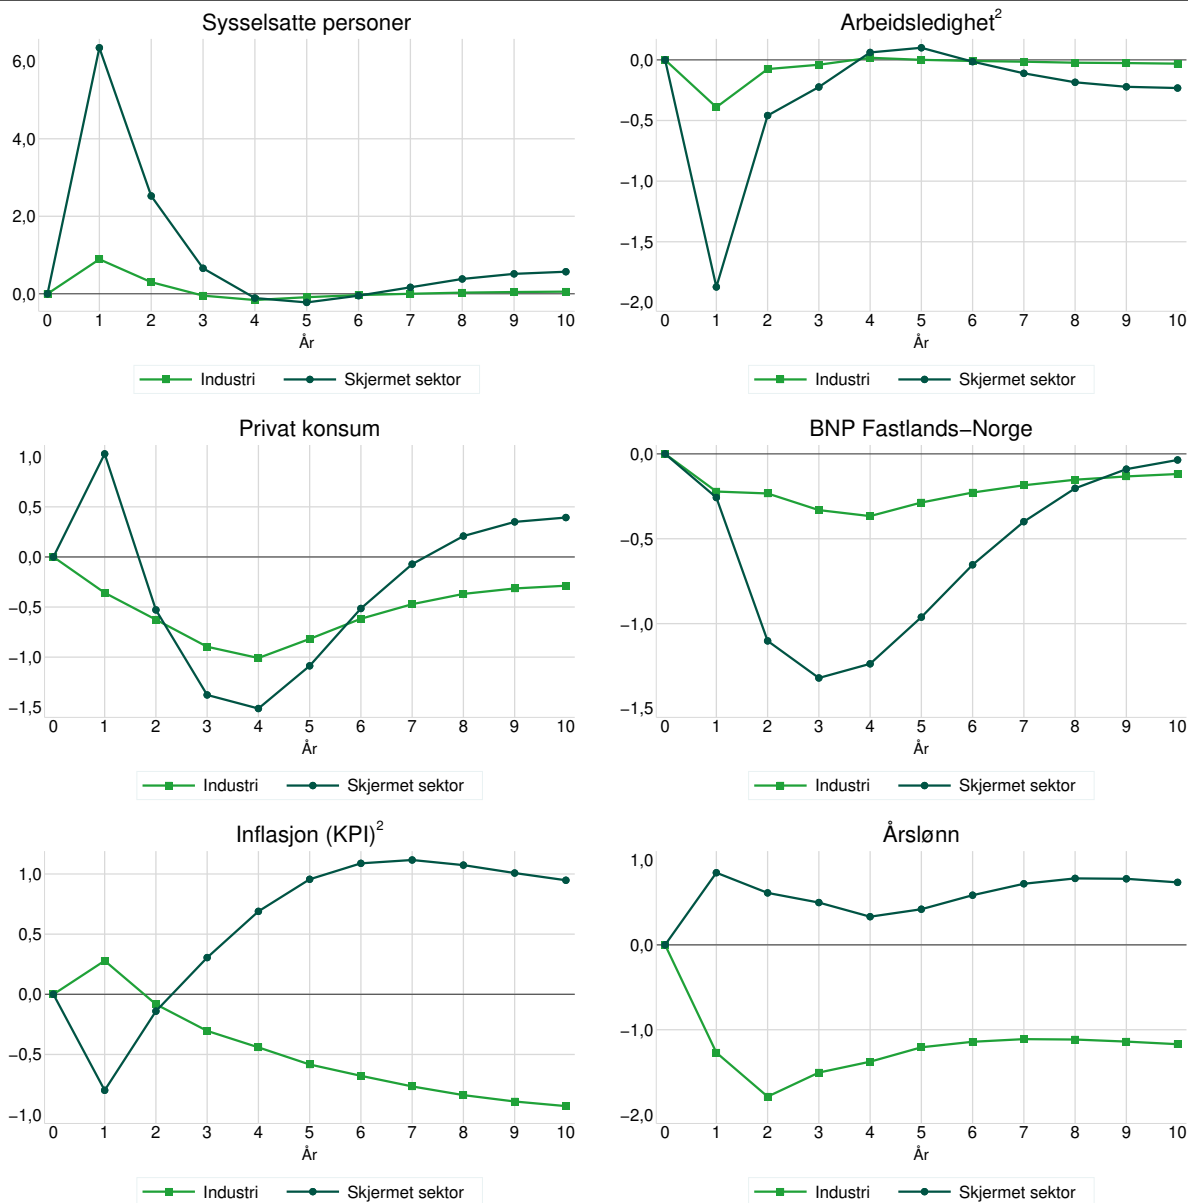 Sysselsatte personer
6,0
4,0
2,0
0,0
0 1 2 3 4 5 6 7 8 9 10
År
Industri Skjermet sektor
Arbeidsledighet2
0,0
−0,5
−1,0
−1,5
−2,0
0 1 2 3 4 5 6 7 8 9 10
År
Industri Skjermet sektor
Privat konsum
1,0
0,5
0,0
−0,5
−1,0
−1,5
0 1 2 3 4 5 6 7 8 9 10
År
Industri Skjermet sektor
BNP Fastlands−Norge
0,0
−0,5
−1,0
−1,5
0 1 2 3 4 5 6 7 8 9 10
År
Industri Skjermet sektor
Inflasjon (KPI)2
1,0
0,5
0,0
−0,5
−1,0
0 1 2 3 4 5 6 7 8 9 10
År
Industri Skjermet sektor
Årslønn
1,0
0,0
−1,0
−2,0
0 1 2 3 4 5 6 7 8 9 10
År
Industri Skjermet sektor